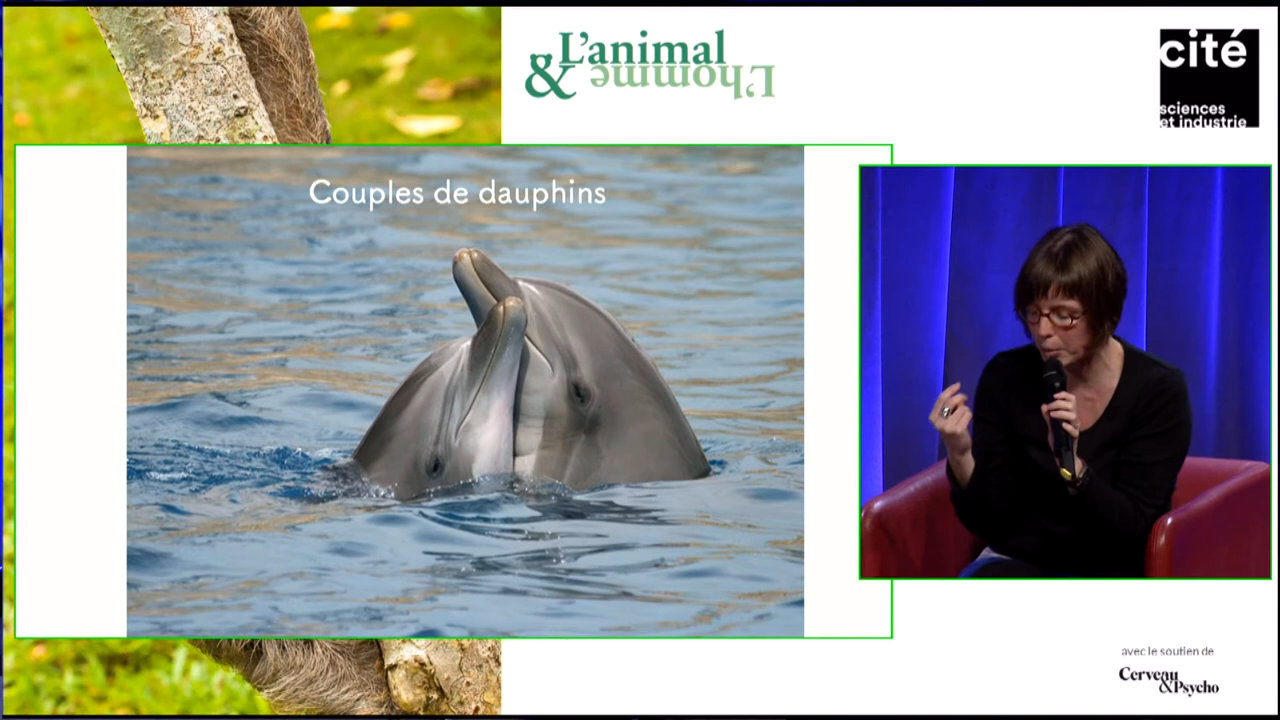 L'animal
& L'homme
cité
sciences
et industrie
Couples de dauphins
avec le soutien de
Cerveau
&Psycho